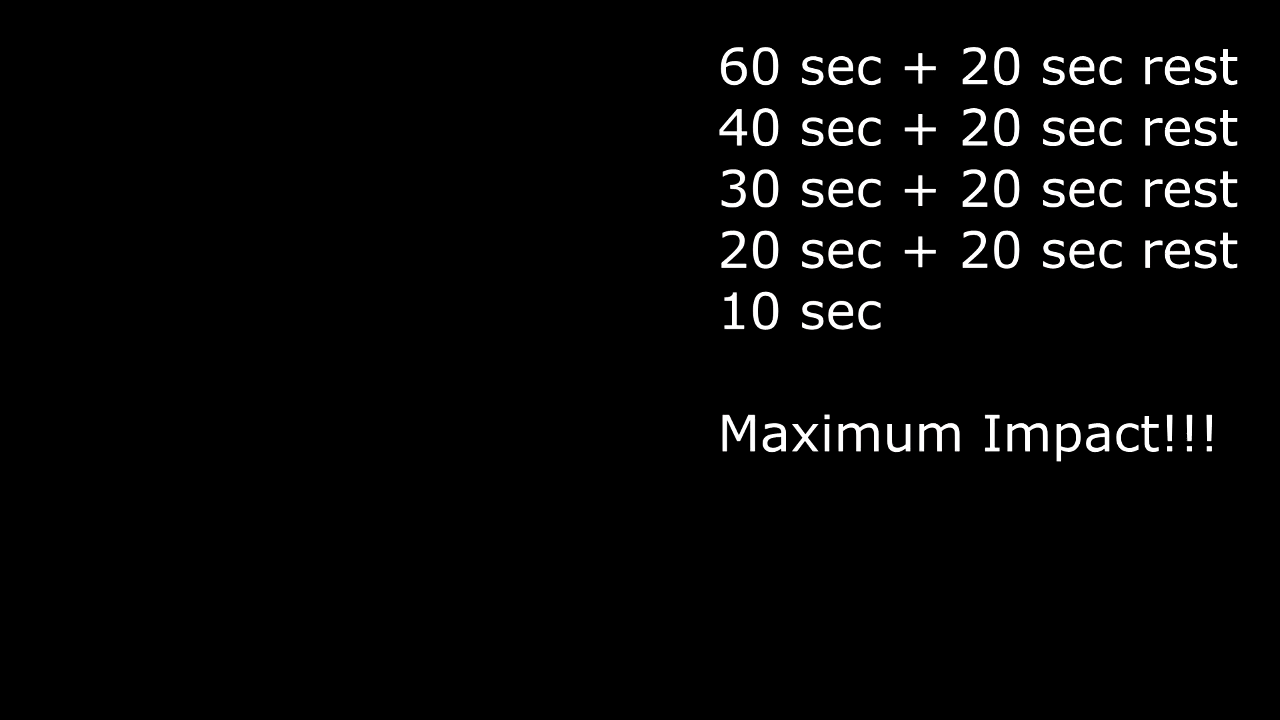 60 sec + 20 sec rest
40 sec + 20 sec rest
30 sec + 20 sec rest
20 sec + 20 sec rest
10 sec
Maximum Impact!!!